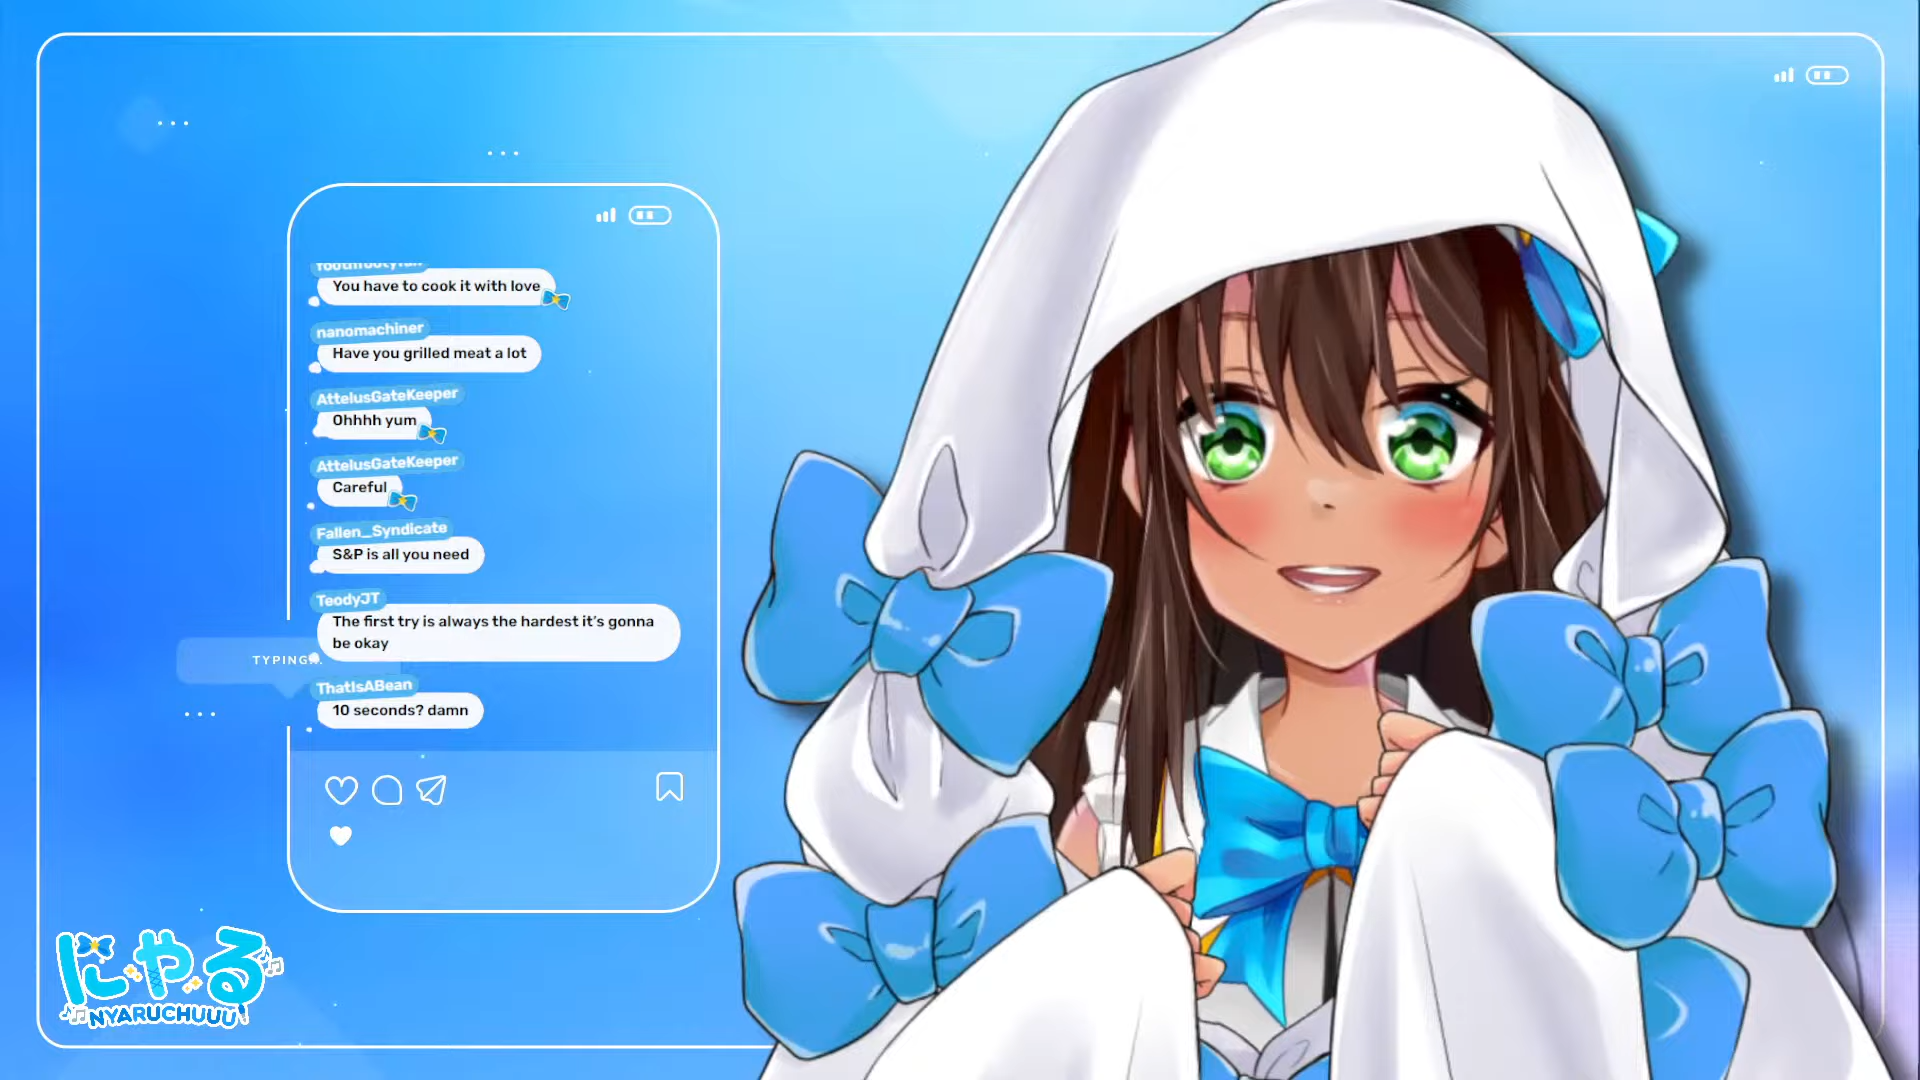 You have to cook it with love
nanomachiner
Have you grilled meat a lot
AttelusGateKeeper
Ohhhh yum
AttelusGateKeeper
Careful
Fallen_Syndicate
S&P is all you need
TeodyJT
The first try is always the hardest it's gonna
be okay
TYPING...
ThatIsABean
10 seconds? damn
にゃる
NYARUCHUUU